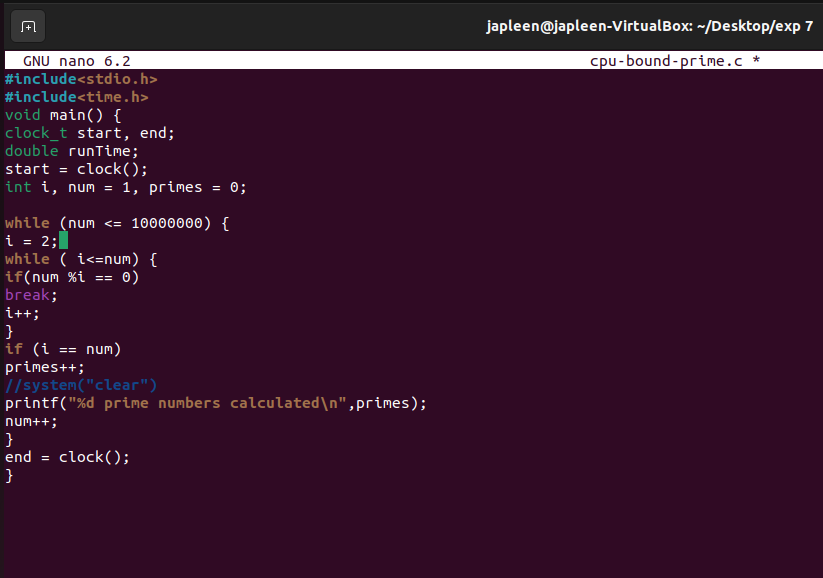 japleen@japleen-VirtualBox: ~/Desktop/exp 7
GNU nano 6.2 cpu-bound-prime.c *
#include<stdio.h>
#include<time.h>
void main() {
clock_t start, end;
double runTime;
start = clock();
int i, num = 1, primes = 0;

while (num <= 10000000) {
i = 2;
while ( i<=num) {
if(num %i == 0)
break;
i++;
}
if (i == num)
primes++;
//system("clear")
printf("%d prime numbers calculated\n",primes);
num++;
}
end = clock();
}